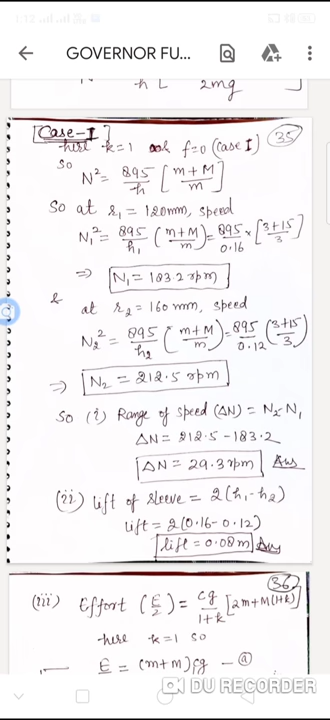 1:12
GOVERNOR FU...
h 2mg
Case-I
here k=1 f=0 (Case I) 35
So
N² = 895/h [m+M/m]
So at r₁ = 120mm, speed
N₁² = 895/h₁ (m+M/m) = 895/0.16 × [3+15/3]
⇒ N₁ = 183.2 rpm
& at r₂ = 160 mm, speed
N₂² = 895/h₂ (m+M/m) = 895/0.12 (3+15/3)
⇒ N₂ = 212.5 rpm
So (i) Range of speed (ΔN) = N₂-N₁
ΔN = 212.5 - 183.2
ΔN = 29.3 rpm Ans
(ii) Lift of sleeve = 2(h₁-h₂)
Lift = 2(0.16-0.12)
lift = 0.08m Ans
36
(iii) Effort (E/2) = cg/1+k [2m+M(1+k)]
here k=1 so
E = (m+m)cg - ⓐ
DU RECORDER